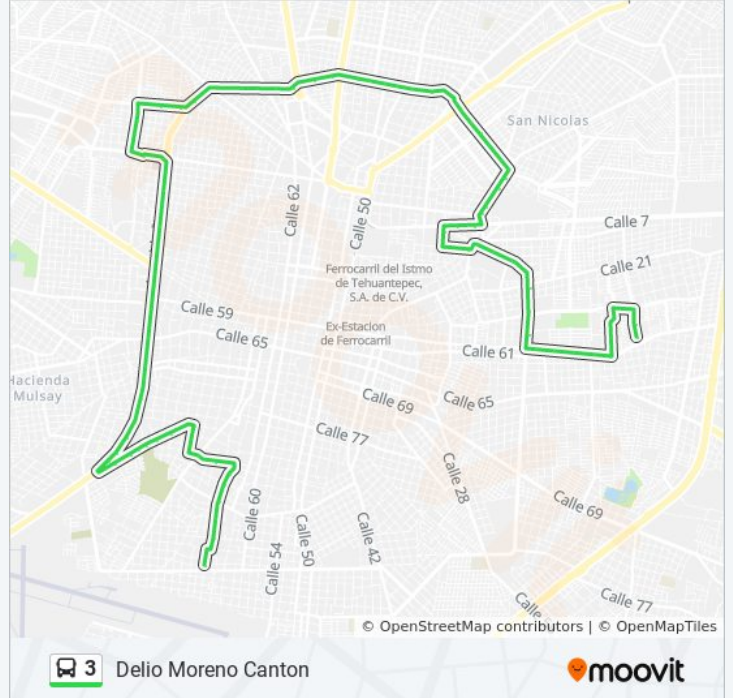 San Nicolas
Calle 62
Calle 50
Calle 7
Calle 21
Ferrocarril del Istmo
de Tehuantepec,
S.A. de C.V.
Calle 59
Ex-Estacion
de Ferrocarril
Calle 65
Calle 61
Hacienda
Mulsay
Calle 69
Calle 65
Calle 77
Calle 28
Calle 60
Calle 69
Calle 54
Calle 50
Calle 42
Calle
Calle 77
© OpenStreetMap contributors | © OpenMapTiles
3 Delio Moreno Canton
moovit